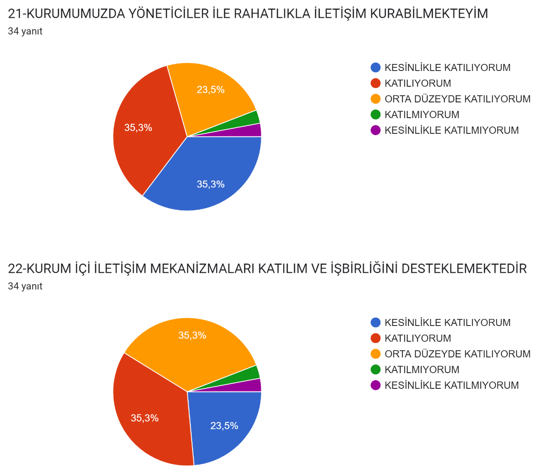 21-KURUMUMUZDA YÖNETİCİLER İLE RAHATLIKLA İLETİŞİM KURABİLMEKTEYİM
34 yanıt
KESİNLİKLE KATILIYORUM
KATILIYORUM
ORTA DÜZEYDE KATILIYORUM
KATILMIYORUM
KESİNLİKLE KATILMIYORUM
23,5%
35,3%
35,3%
22-KURUM İÇİ İLETİŞİM MEKANİZMALARI KATILIM VE İŞBİRLİĞİNİ DESTEKLEMEKTEDİR
34 yanıt
KESİNLİKLE KATILIYORUM
KATILIYORUM
ORTA DÜZEYDE KATILIYORUM
KATILMIYORUM
KESİNLİKLE KATILMIYORUM
35,3%
35,3%
23,5%